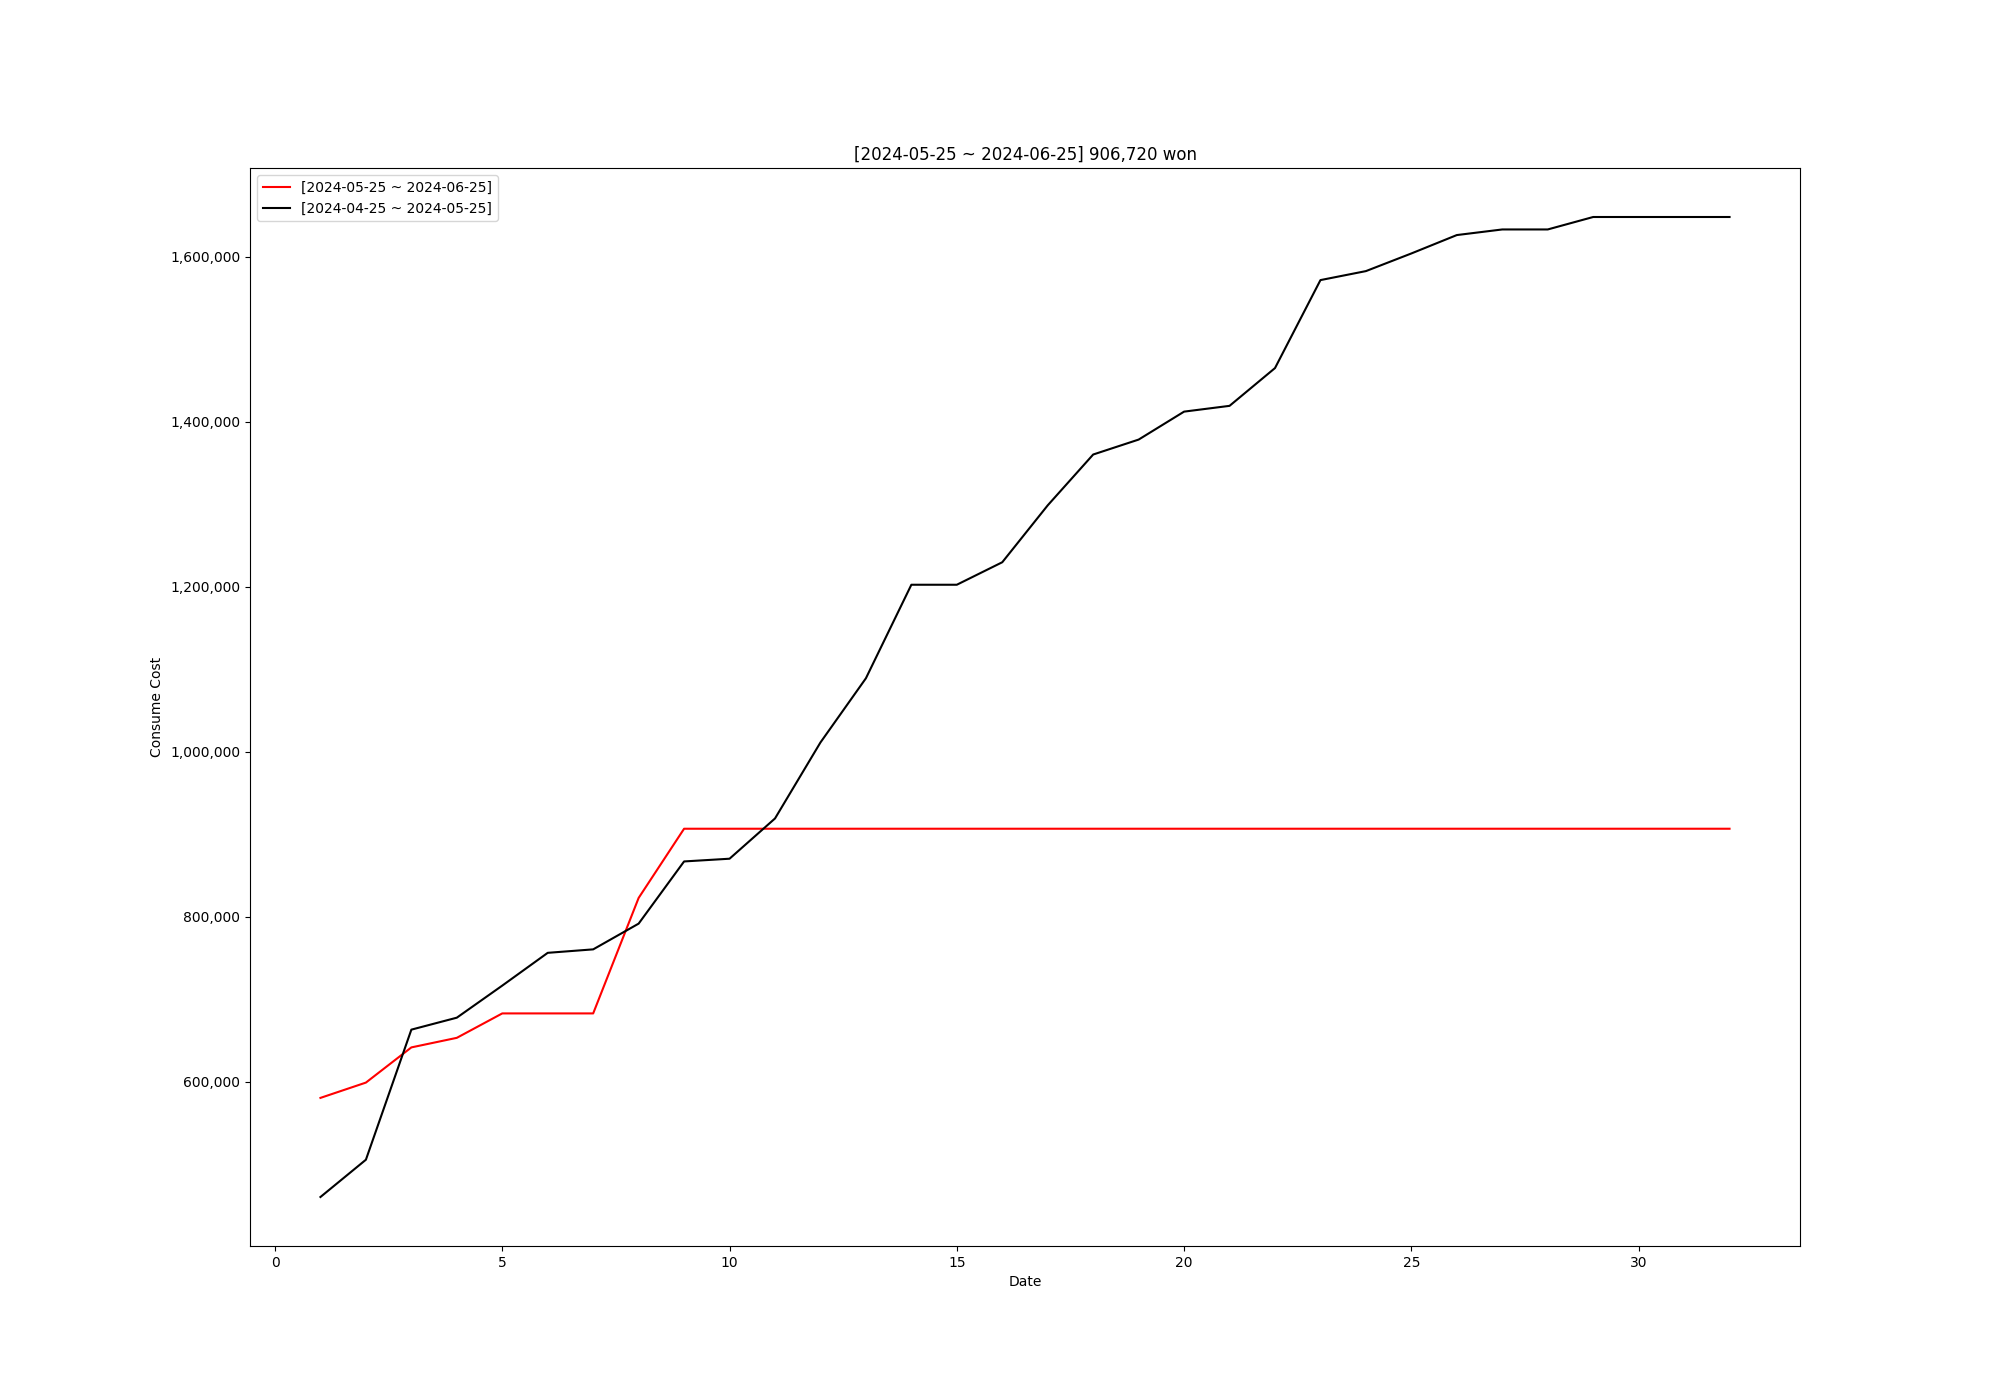 [2024-05-25 ~ 2024-06-25] 906,720 won
[2024-05-25 ~ 2024-06-25]
[2024-04-25 ~ 2024-05-25]
1,600,000
1,400,000
1,200,000
1,000,000
800,000
600,000
Consume Cost
0 5 10 15 20 25 30
Date